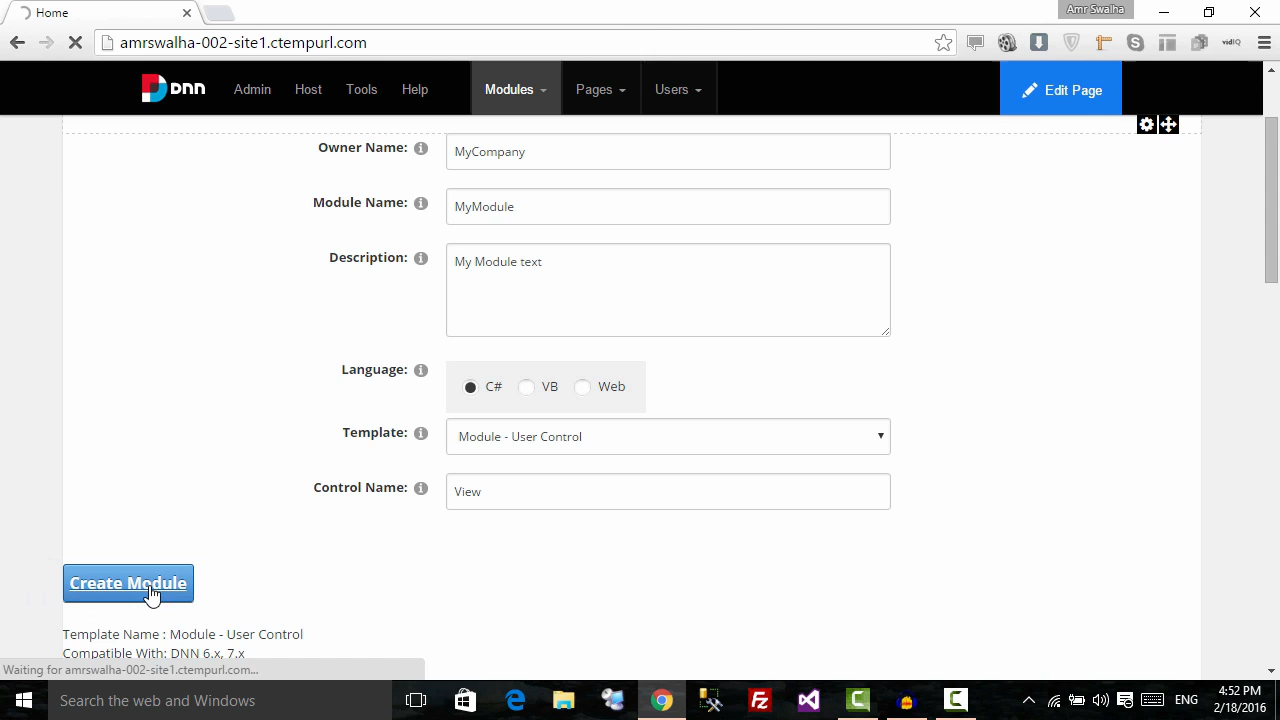 Home
Amr Swalha
amrswalha-002-site1.ctempurl.com
vidIQ
DNN Admin Host Tools Help Modules Pages Users Edit Page
Owner Name: MyCompany
Module Name: MyModule
Description: My Module text
Language: C# VB Web
Template: Module - User Control
Control Name: View
Create Module
Template Name : Module - User Control
Compatible With: DNN 6.x, 7.x
Waiting for amrswalha-002-site1.ctempurl.com...
Search the web and Windows
ENG
4:52 PM
2/18/2016